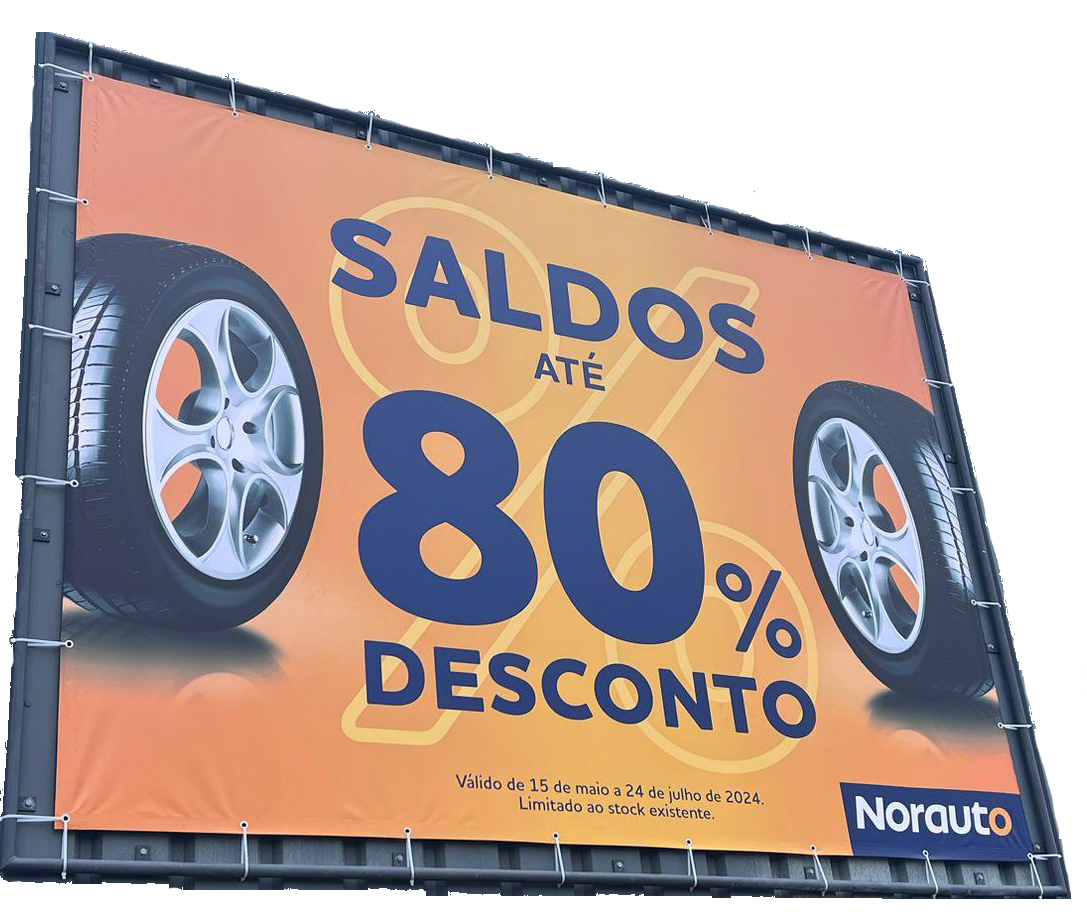 SALDOS
ATÉ
80%
DESCONTO
Válido de 15 de maio a 24 de julho de 2024.
Limitado ao stock existente.
Norauto